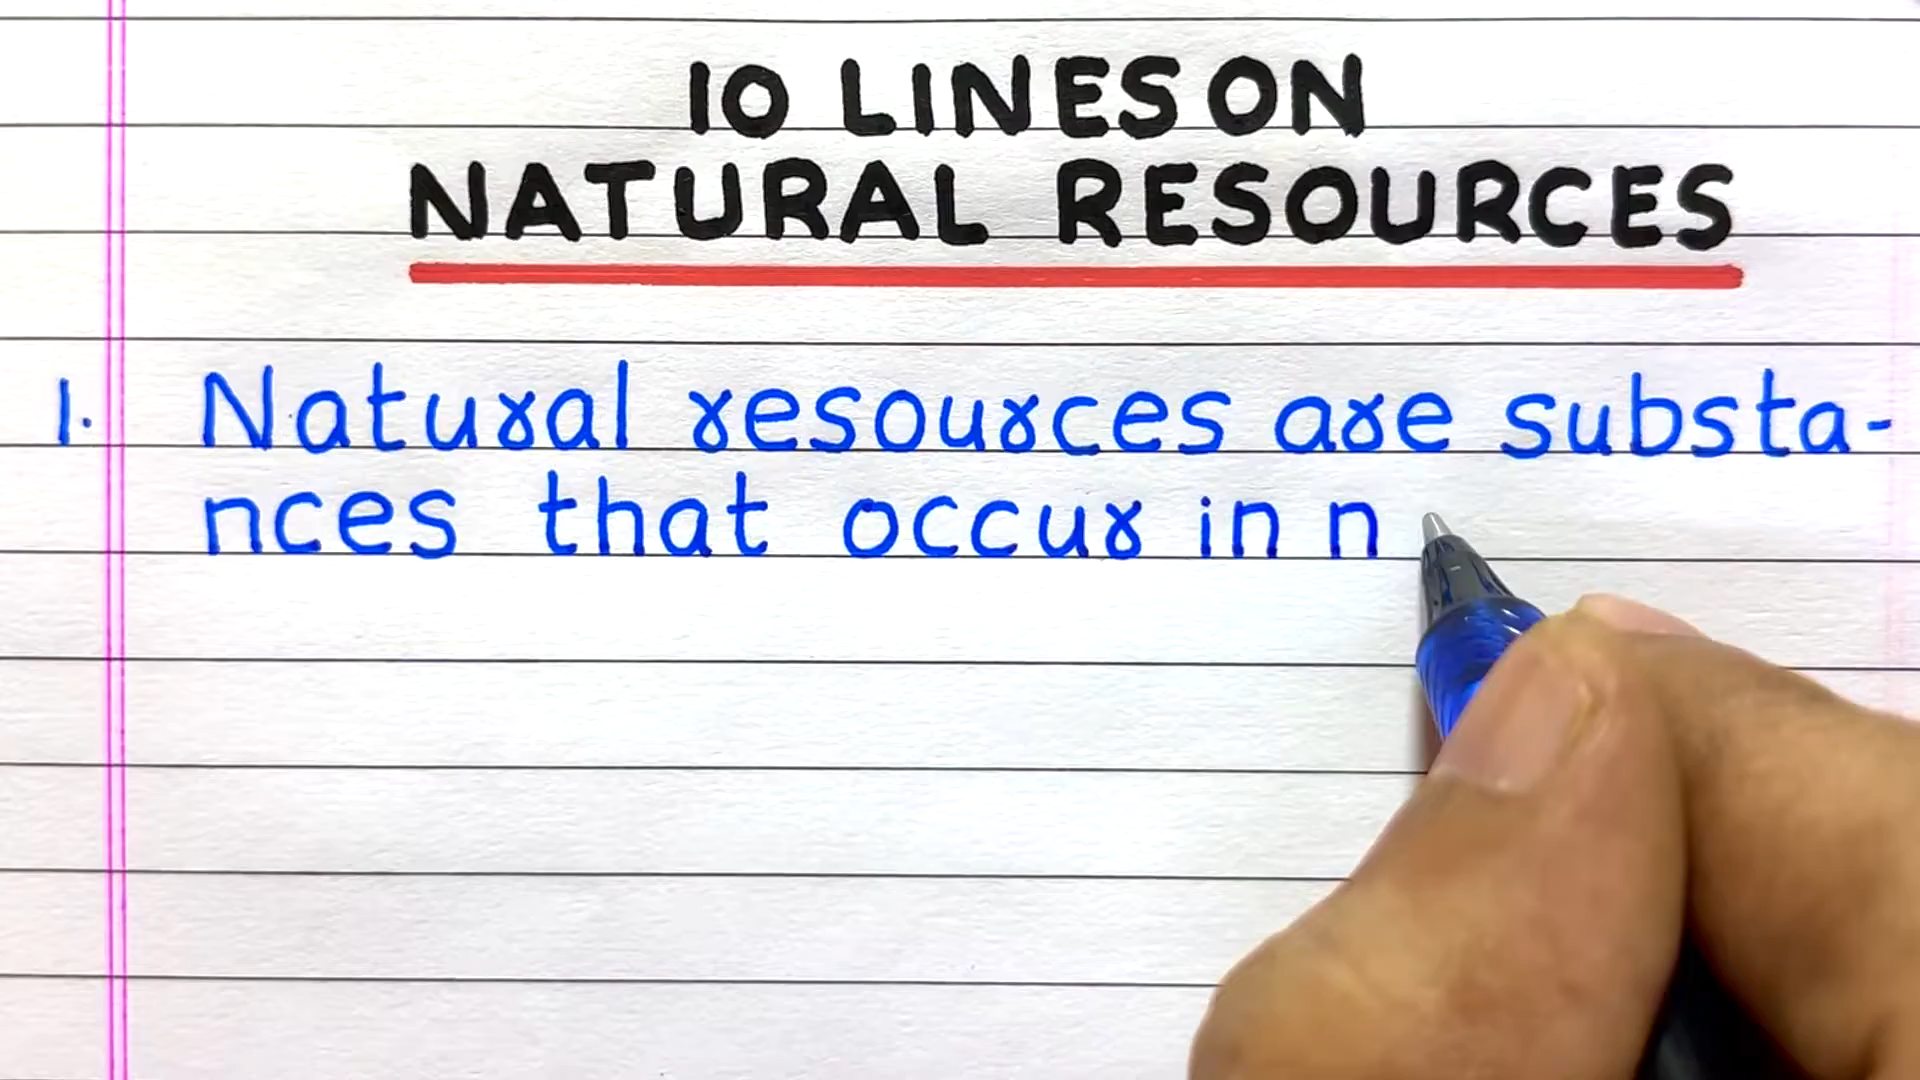 10 LINES ON
NATURAL RESOURCES
1. Natural resources are substa-
nces that occur in n